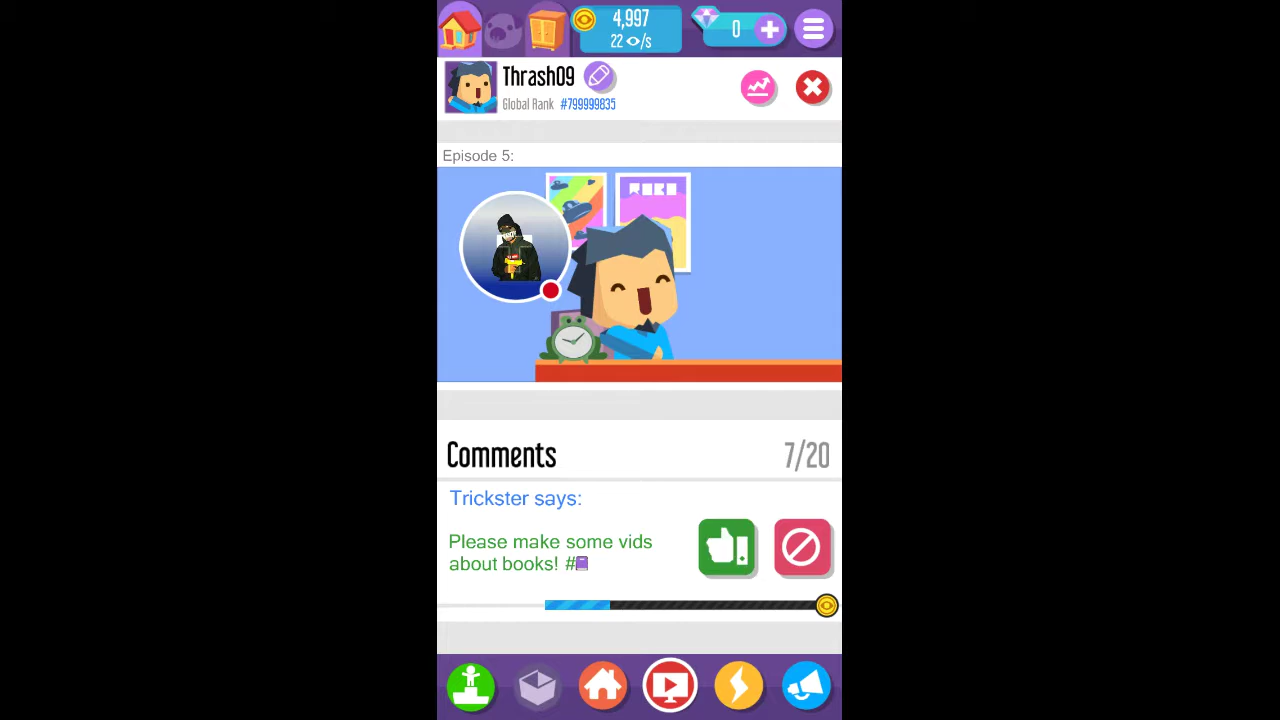 4,997
22 /s
0
Thrash09
Global Rank #799999835
Episode 5:
Comments 7/20
Trickster says:
Please make some vids
about books! #